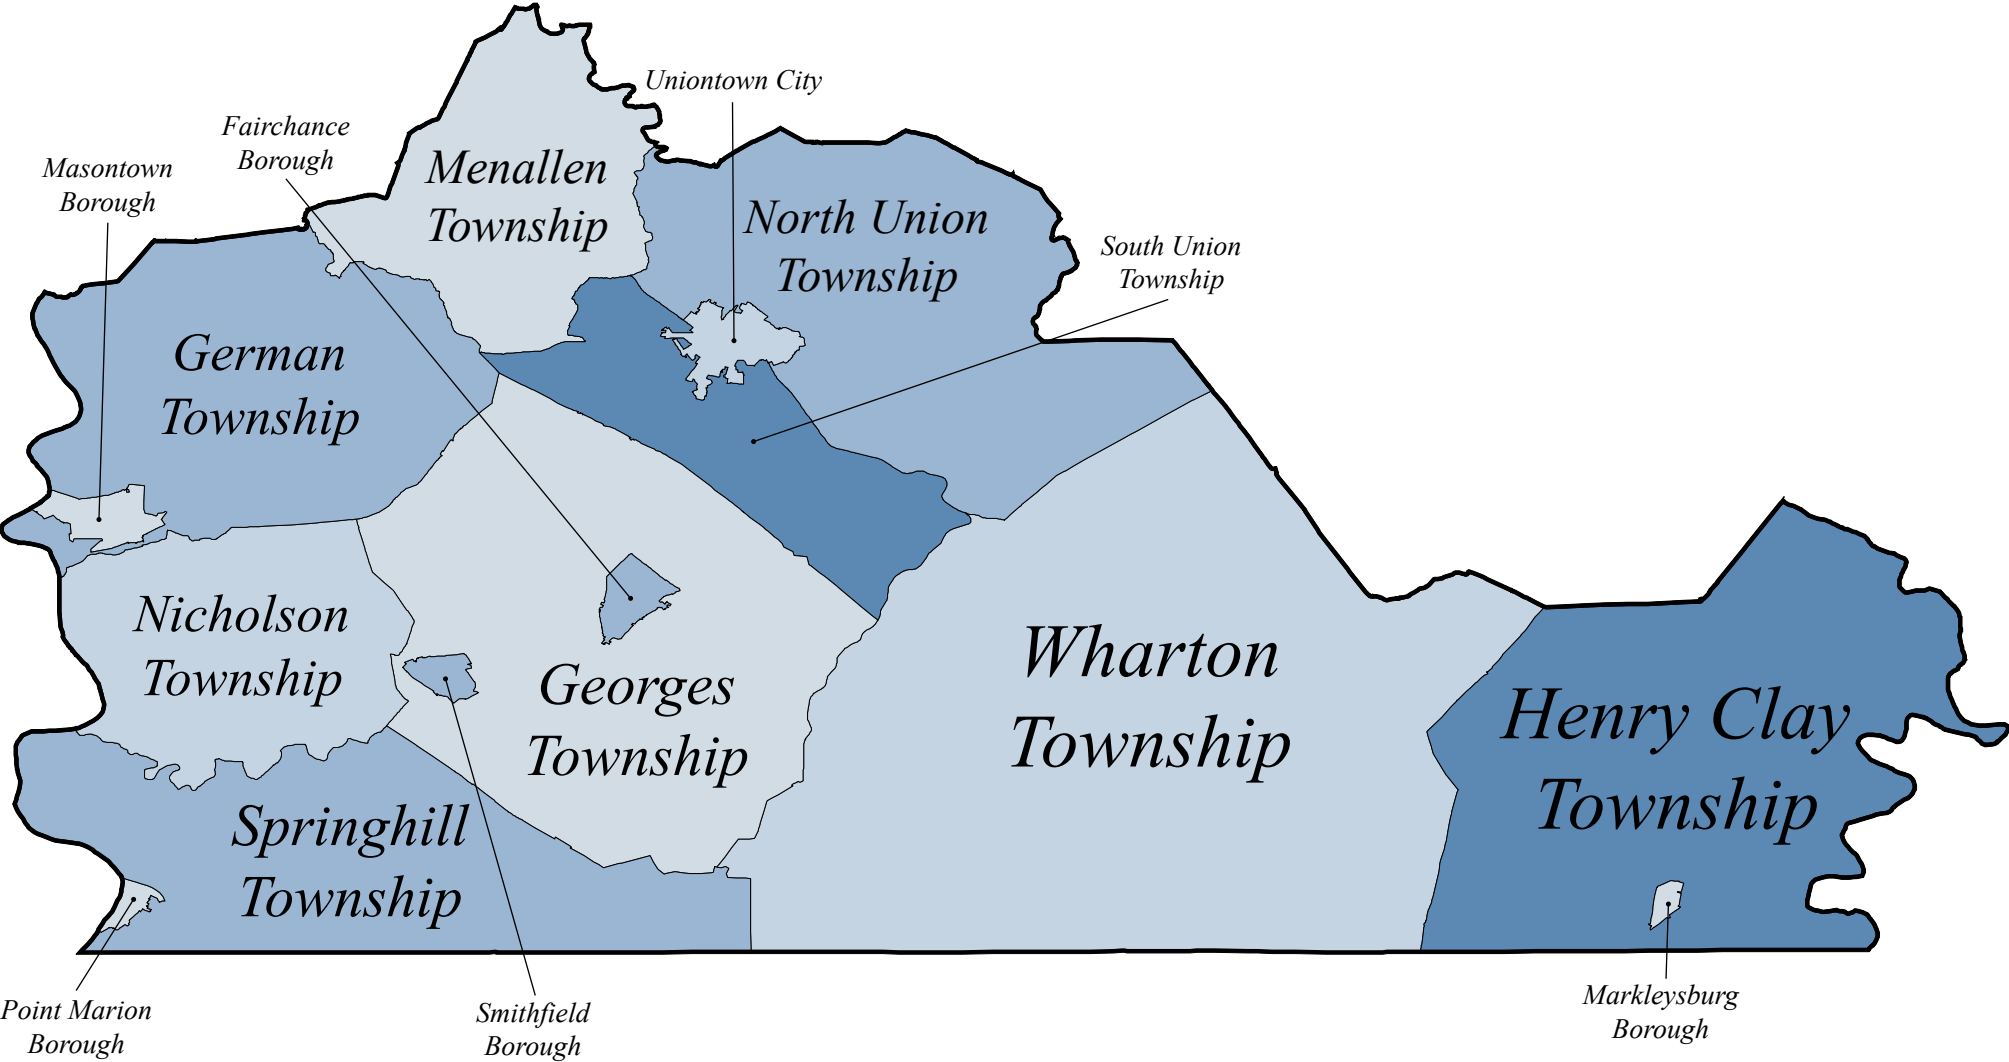 Uniontown City
Fairchance
Borough
Masontown
Borough
Menallen
Township
North Union
Township
South Union
Township
German
Township
Nicholson
Township
Georges
Township
Wharton
Township
Henry Clay
Township
Springhill
Township
Point Marion
Borough
Smithfield
Borough
Markleysburg
Borough